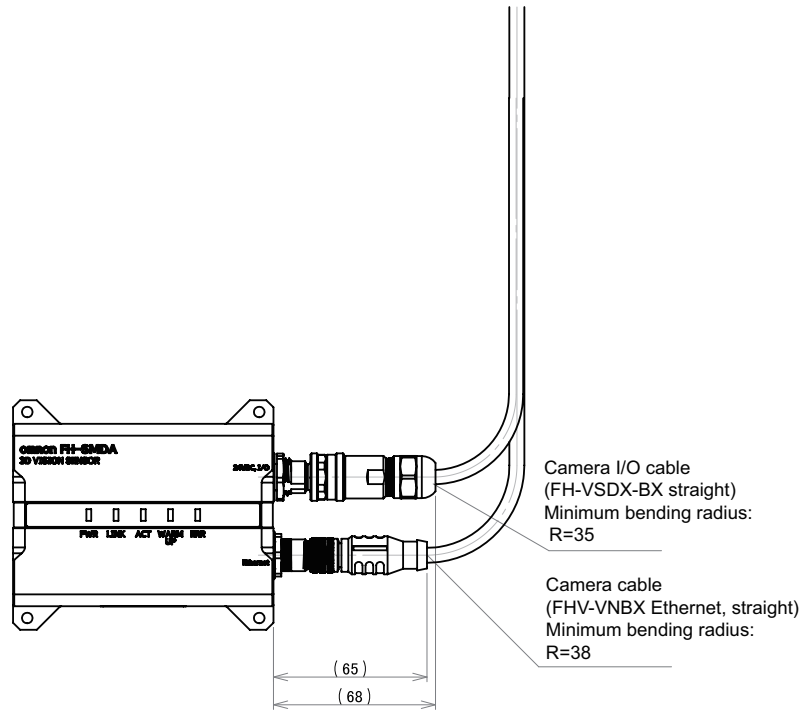 omron FH-SMDA
3D VISION SENSOR
24VDC, I/O
PWR LINK ACT WARM UP ERR
Ethernet
Camera I/O cable
(FH-VSDX-BX straight)
Minimum bending radius:
R=35
Camera cable
(FHV-VNBX Ethernet, straight)
Minimum bending radius:
R=38
(65)
(68)